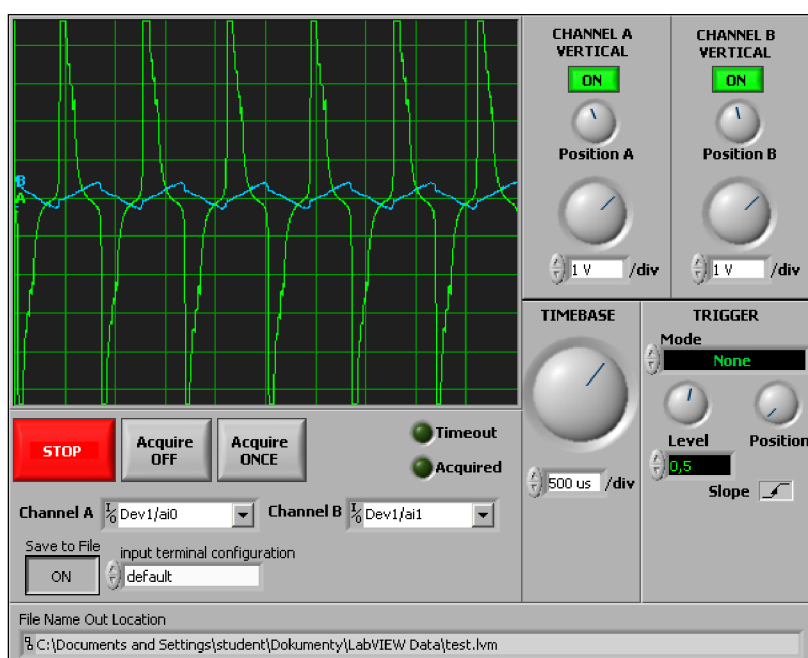 B
A
CHANNEL A
VERTICAL
ON
Position A
1 V /div
CHANNEL B
VERTICAL
ON
Position B
1 V /div
TIMEBASE
500 us /div
TRIGGER
Mode
None
Level
Position
0,5
Slope
STOP
Acquire
OFF
Acquire
ONCE
Timeout
Acquired
Channel A I/O Dev1/ai0
Channel B I/O Dev1/ai1
Save to File
ON
input terminal configuration
default
File Name Out Location
C:\Documents and Settings\student\Dokumenty\LabVIEW Data\test.lvm